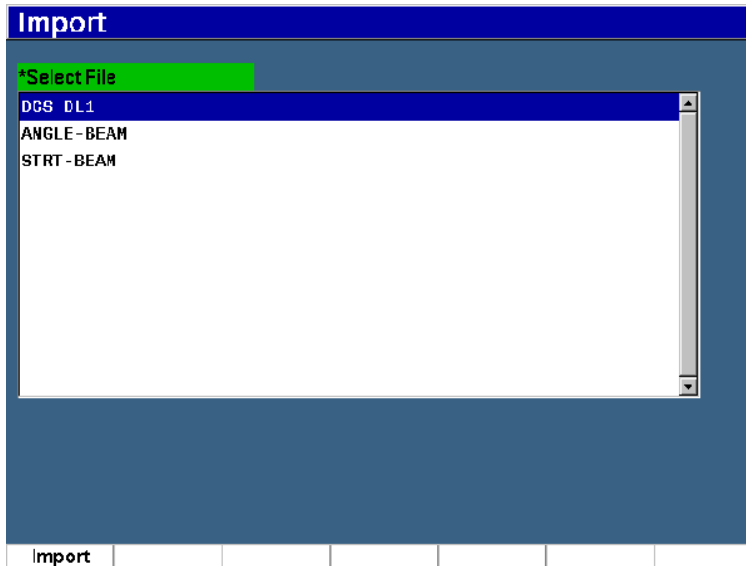 Import
*Select File
DGS DL1
ANGLE-BEAM
STRT-BEAM
Import